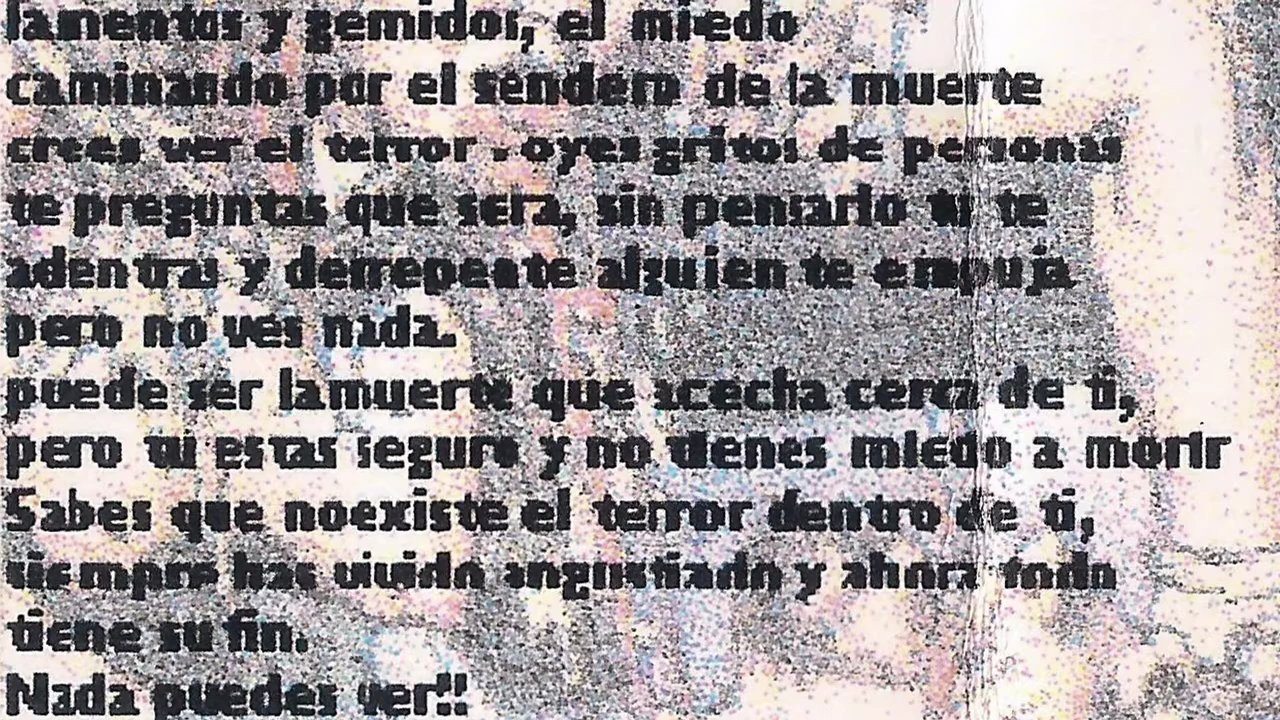 lamentos y gemidos, el miedo
caminando por el sendero de la muerte
crees ver el terror . oyes gritos de personas
te preguntas que sera, sin pensarlo tu te
adentras y derrepente alguien te empuja
pero no ves nada.
puede ser lamuerte que acecha cerca de ti,
pero tu estas seguro y no tienes miedo a morir
Sabes que noexiste el terror dentro de ti,
siempre has vivido angustiado y ahora todo
tiene su fin.
Nada puedes ver!!